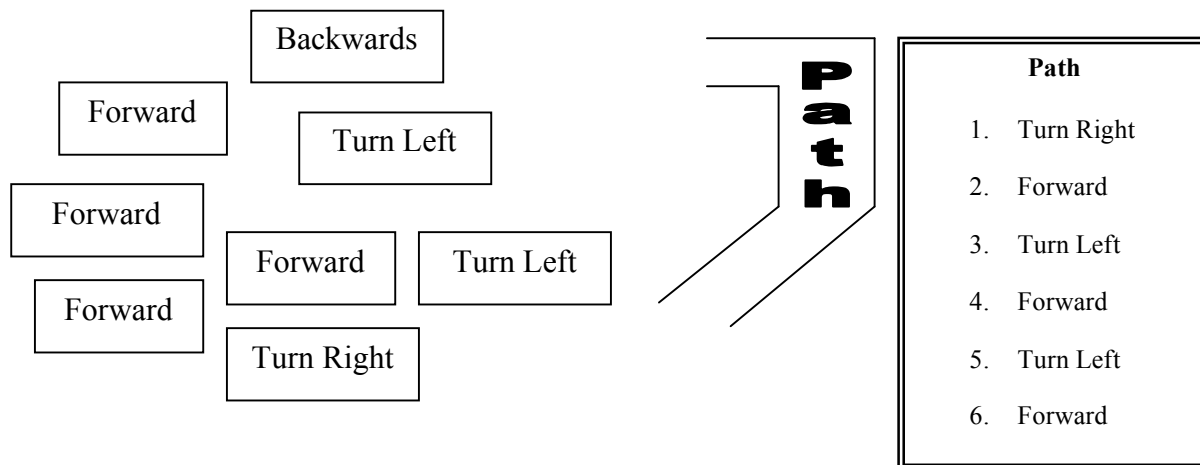 Backwards
Forward
Turn Left
Forward
Forward
Turn Left
Forward
Turn Right
Path
Path
1. Turn Right
2. Forward
3. Turn Left
4. Forward
5. Turn Left
6. Forward